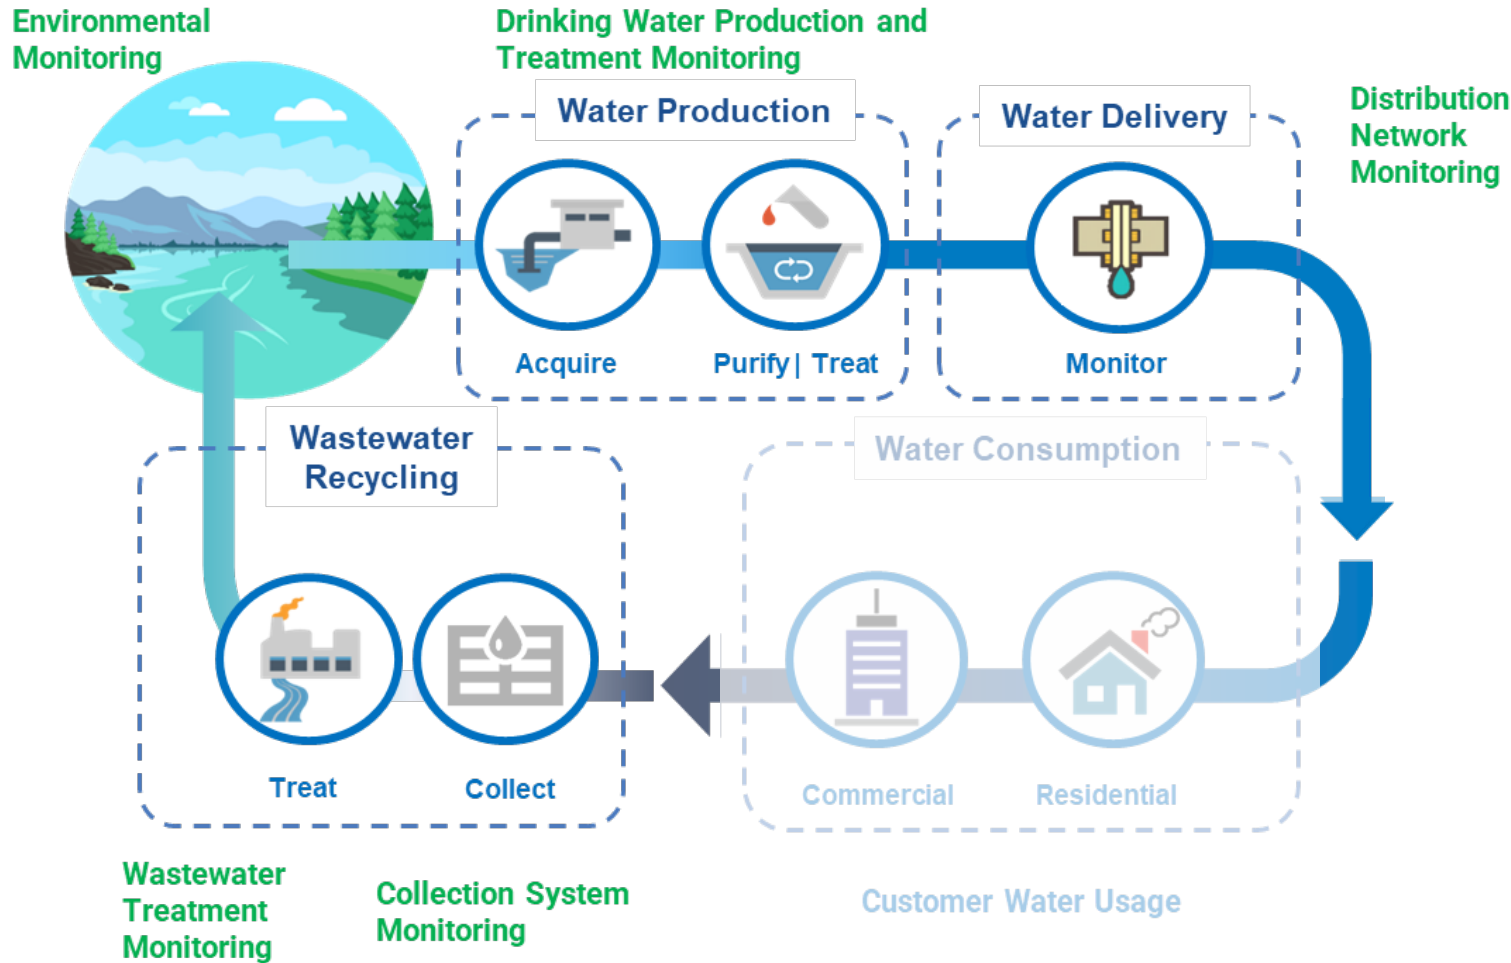 Environmental
Monitoring
Drinking Water Production and
Treatment Monitoring
Water Production
Water Delivery
Distribution
Network
Monitoring
Acquire
Purify| Treat
Monitor
Wastewater
Recycling
Water Consumption
Treat
Collect
Commercial
Residential
Wastewater
Treatment
Monitoring
Collection System
Monitoring
Customer Water Usage